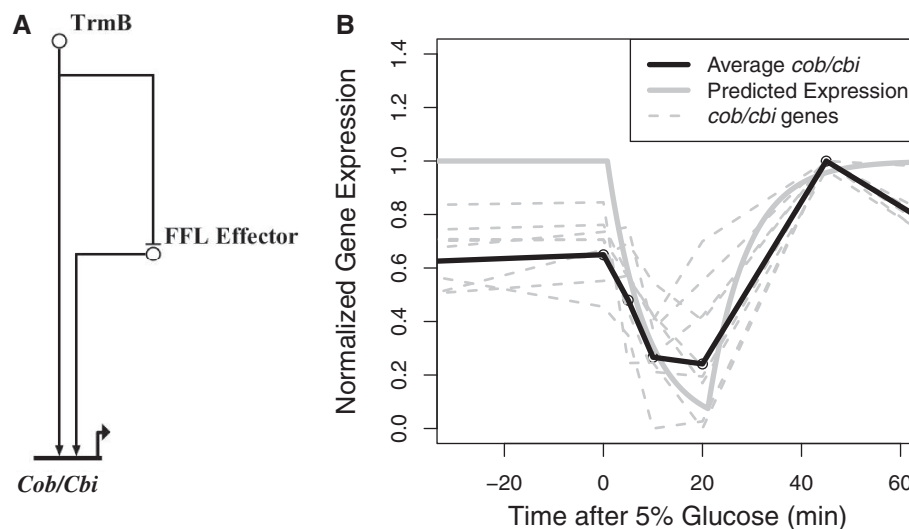 A
TrmB
FFL Effector
Cob/Cbi
B
Normalized Gene Expression
1.4
1.2
1.0
0.8
0.6
0.4
0.2
0.0
Average cob/cbi
Predicted Expression
cob/cbi genes
−20 0 20 40 60
Time after 5% Glucose (min)